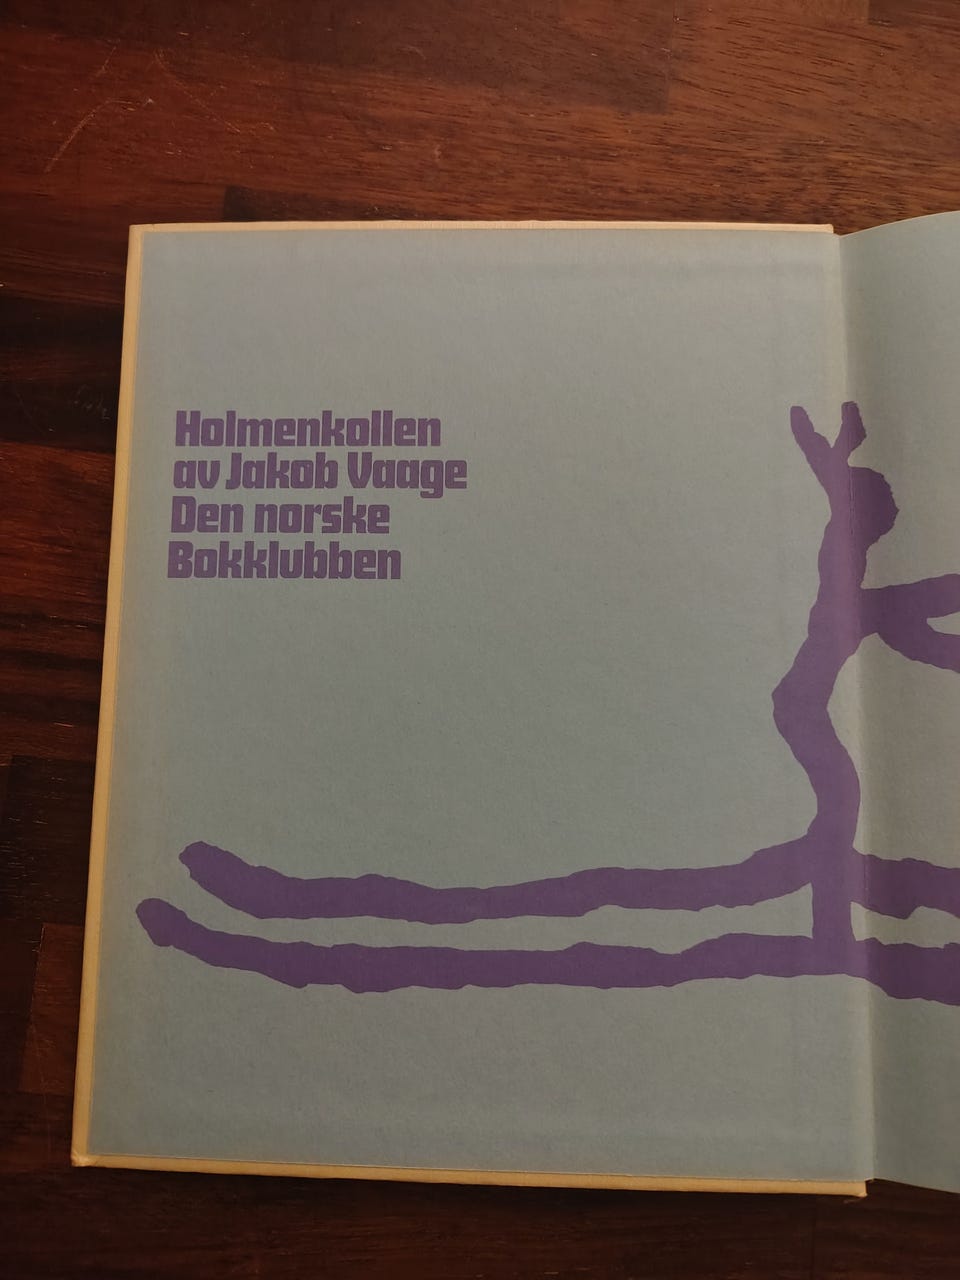 Holmenkollen
av Jakob Vaage
Den norske
Bokklubben